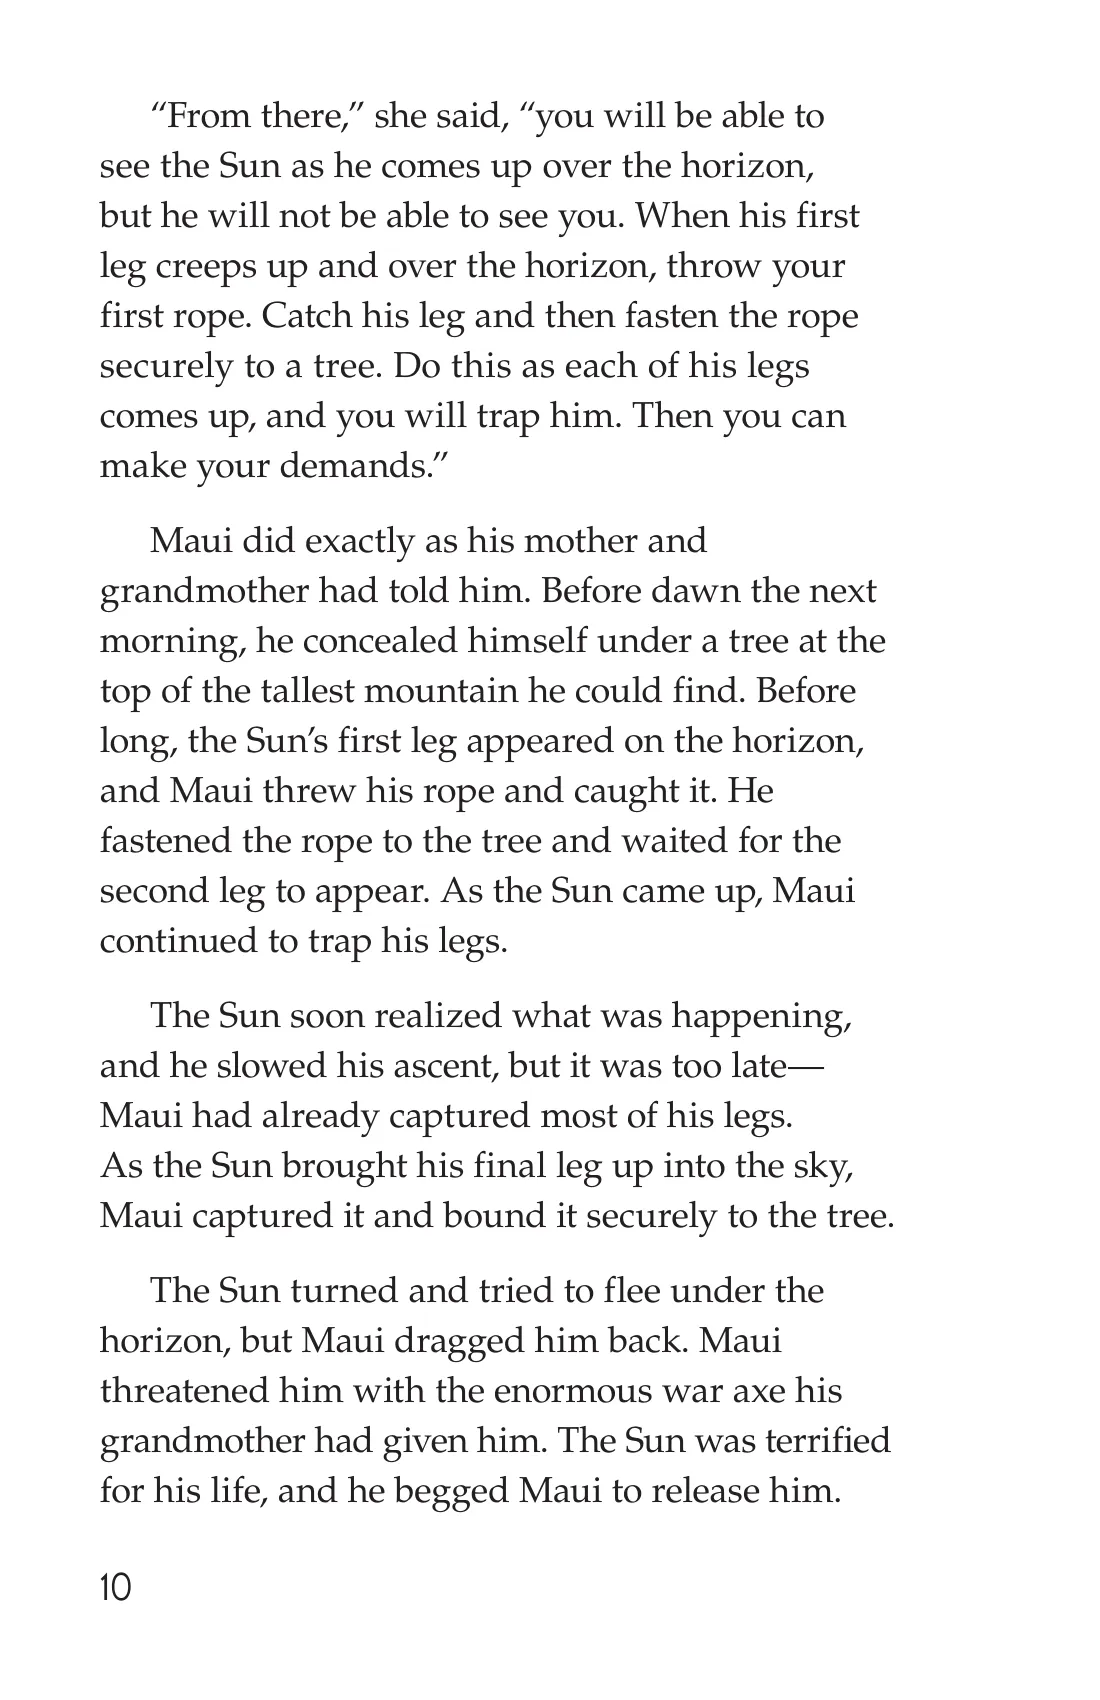 “From there,” she said, “you will be able to
see the Sun as he comes up over the horizon,
but he will not be able to see you. When his first
leg creeps up and over the horizon, throw your
first rope. Catch his leg and then fasten the rope
securely to a tree. Do this as each of his legs
comes up, and you will trap him. Then you can
make your demands.”
Maui did exactly as his mother and
grandmother had told him. Before dawn the next
morning, he concealed himself under a tree at the
top of the tallest mountain he could find. Before
long, the Sun’s first leg appeared on the horizon,
and Maui threw his rope and caught it. He
fastened the rope to the tree and waited for the
second leg to appear. As the Sun came up, Maui
continued to trap his legs.
The Sun soon realized what was happening,
and he slowed his ascent, but it was too late—
Maui had already captured most of his legs.
As the Sun brought his final leg up into the sky,
Maui captured it and bound it securely to the tree.
The Sun turned and tried to flee under the
horizon, but Maui dragged him back. Maui
threatened him with the enormous war axe his
grandmother had given him. The Sun was terrified
for his life, and he begged Maui to release him.
10